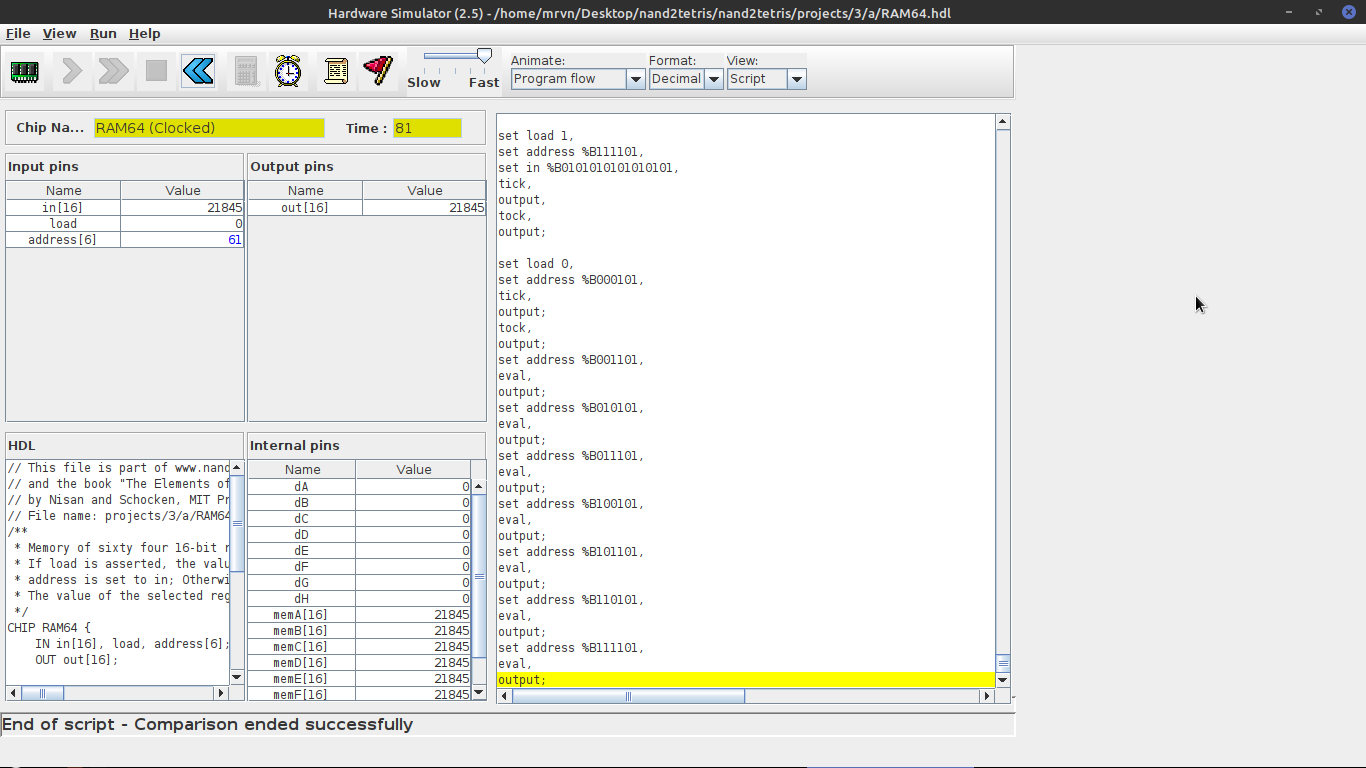 Hardware Simulator (2.5) - /home/mrvn/Desktop/nand2tetris/nand2tetris/projects/3/a/RAM64.hdl
File View Run Help
Animate: Format: View:
Slow Fast Program flow Decimal Script
Chip Na... RAM64 (Clocked) Time : 81
Input pins
Name Value
in[16] 21845
load 0
address[6] 61
Output pins
Name Value
out[16] 21845
HDL
// This file is part of www.nand
// and the book "The Elements of
// by Nisan and Schocken, MIT Pr
// File name: projects/3/a/RAM64
/**
* Memory of sixty four 16-bit r
* If load is asserted, the valu
* address is set to in; Otherwi
* The value of the selected reg
*/
CHIP RAM64 {
IN in[16], load, address[6];
OUT out[16];
Internal pins
Name Value
dA 0
dB 0
dC 0
dD 0
dE 0
dF 0
dG 0
dH 0
memA[16] 21845
memB[16] 21845
memC[16] 21845
memD[16] 21845
memE[16] 21845
memF[16] 21845
set load 1,
set address %B111101,
set in %B0101010101010101,
tick,
output,
tock,
output;
set load 0,
set address %B000101,
tick,
output;
tock,
output;
set address %B001101,
eval,
output;
set address %B010101,
eval,
output;
set address %B011101,
eval,
output;
set address %B100101,
eval,
output;
set address %B101101,
eval,
output;
set address %B110101,
eval,
output;
set address %B111101,
eval,
output;
End of script - Comparison ended successfully